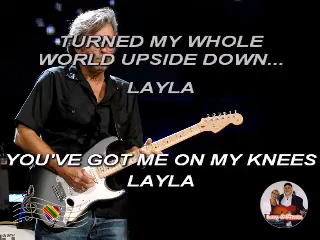 TURNED MY WHOLE
WORLD UPSIDE DOWN...
LAYLA
YOU'VE GOT ME ON MY KNEES
LAYLA